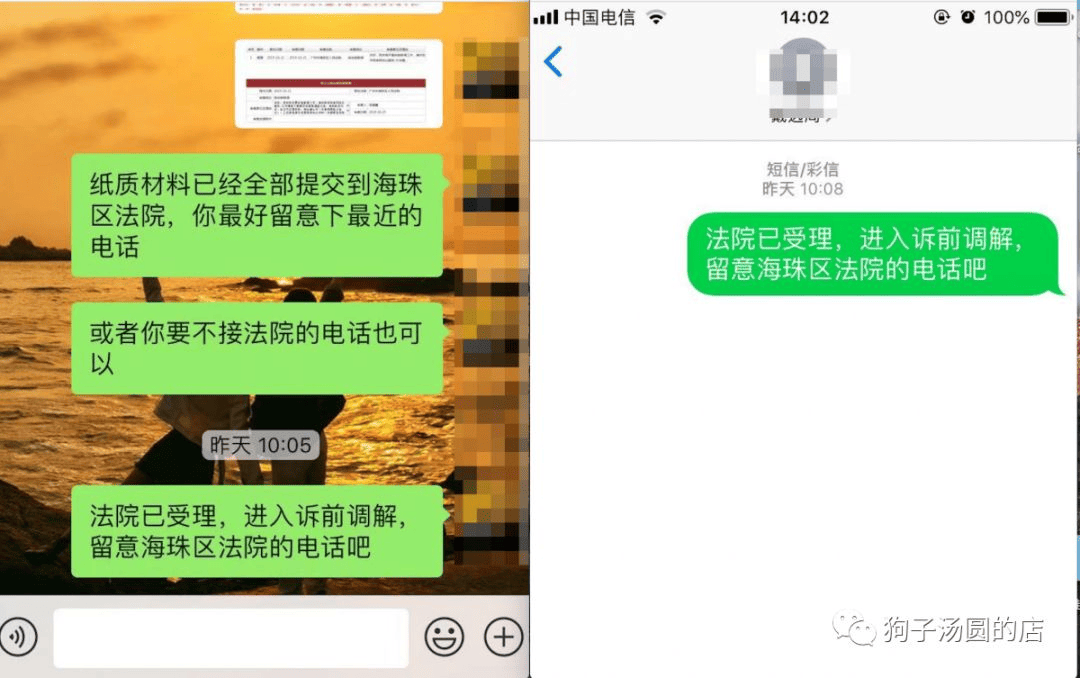 纸质材料已经全部提交到海珠
区法院，你最好留意下最近的
电话
或者你要不接法院的电话也可
以
昨天 10:05
法院已受理，进入诉前调解，
留意海珠区法院的电话吧
中国电信
14:02
100%
短信/彩信
昨天 10:08
法院已受理，进入诉前调解，
留意海珠区法院的电话吧
狗子汤圆的店